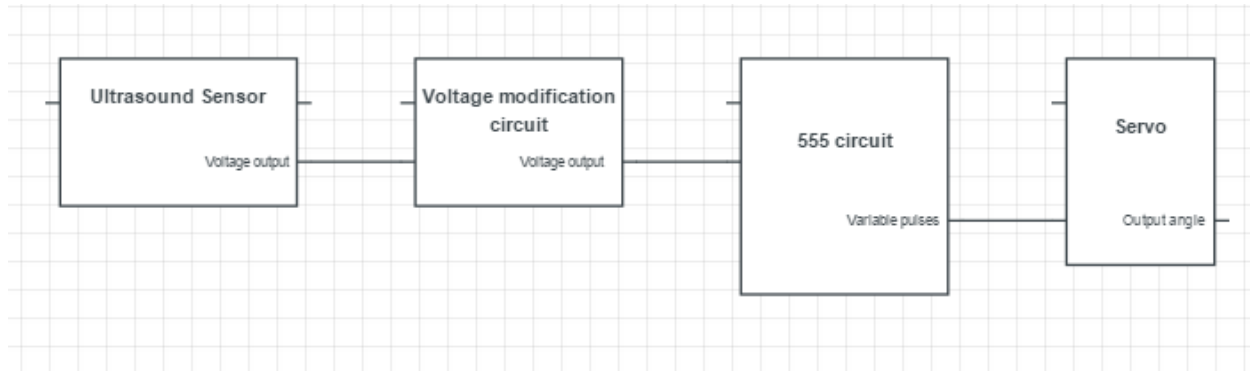 Ultrasound Sensor
Voltage output
Voltage modification
circuit
Voltage output
555 circuit
Variable pulses
Servo
Output angle